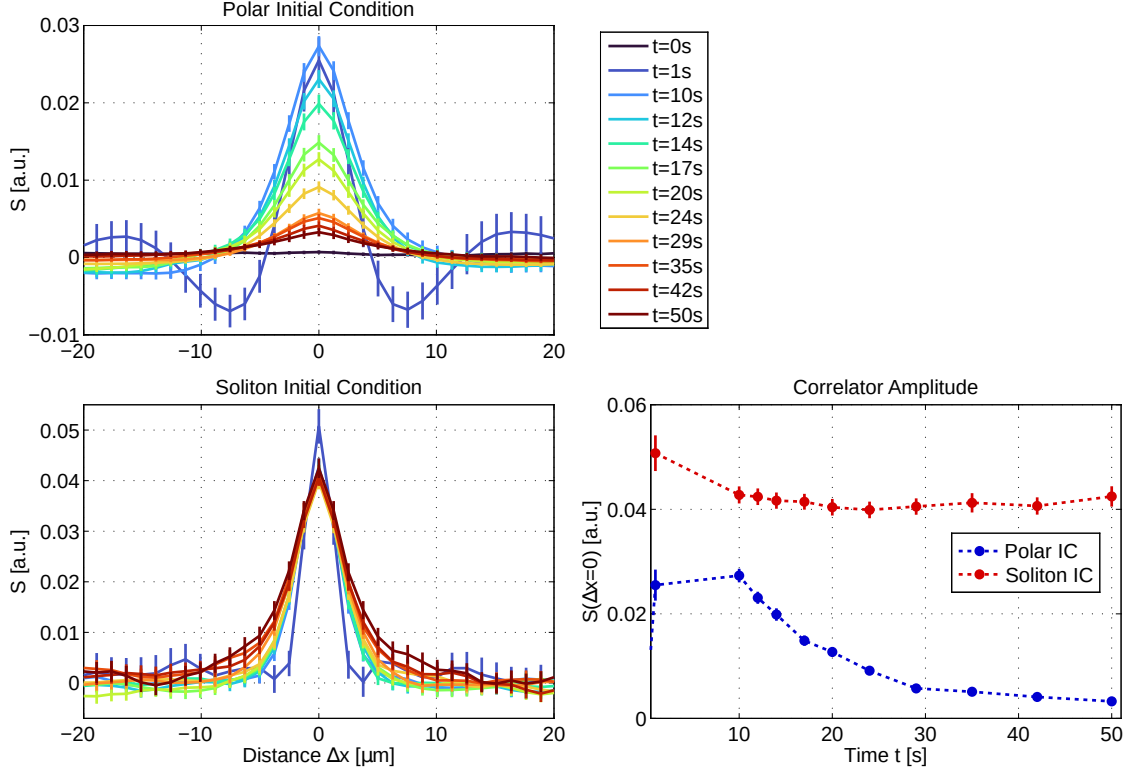 Polar Initial Condition
0.03
0.02
0.01
0
−0.01
S [a.u.]
−20
−10
0
10
20
t=0s
t=1s
t=10s
t=12s
t=14s
t=17s
t=20s
t=24s
t=29s
t=35s
t=42s
t=50s
Soliton Initial Condition
0.05
0.04
0.03
0.02
0.01
0
S [a.u.]
−20
−10
0
10
20
Distance Δx [μm]
Correlator Amplitude
0.06
0.04
0.02
0
S(Δx=0) [a.u.]
10
20
30
40
50
Time t [s]
Polar IC
Soliton IC